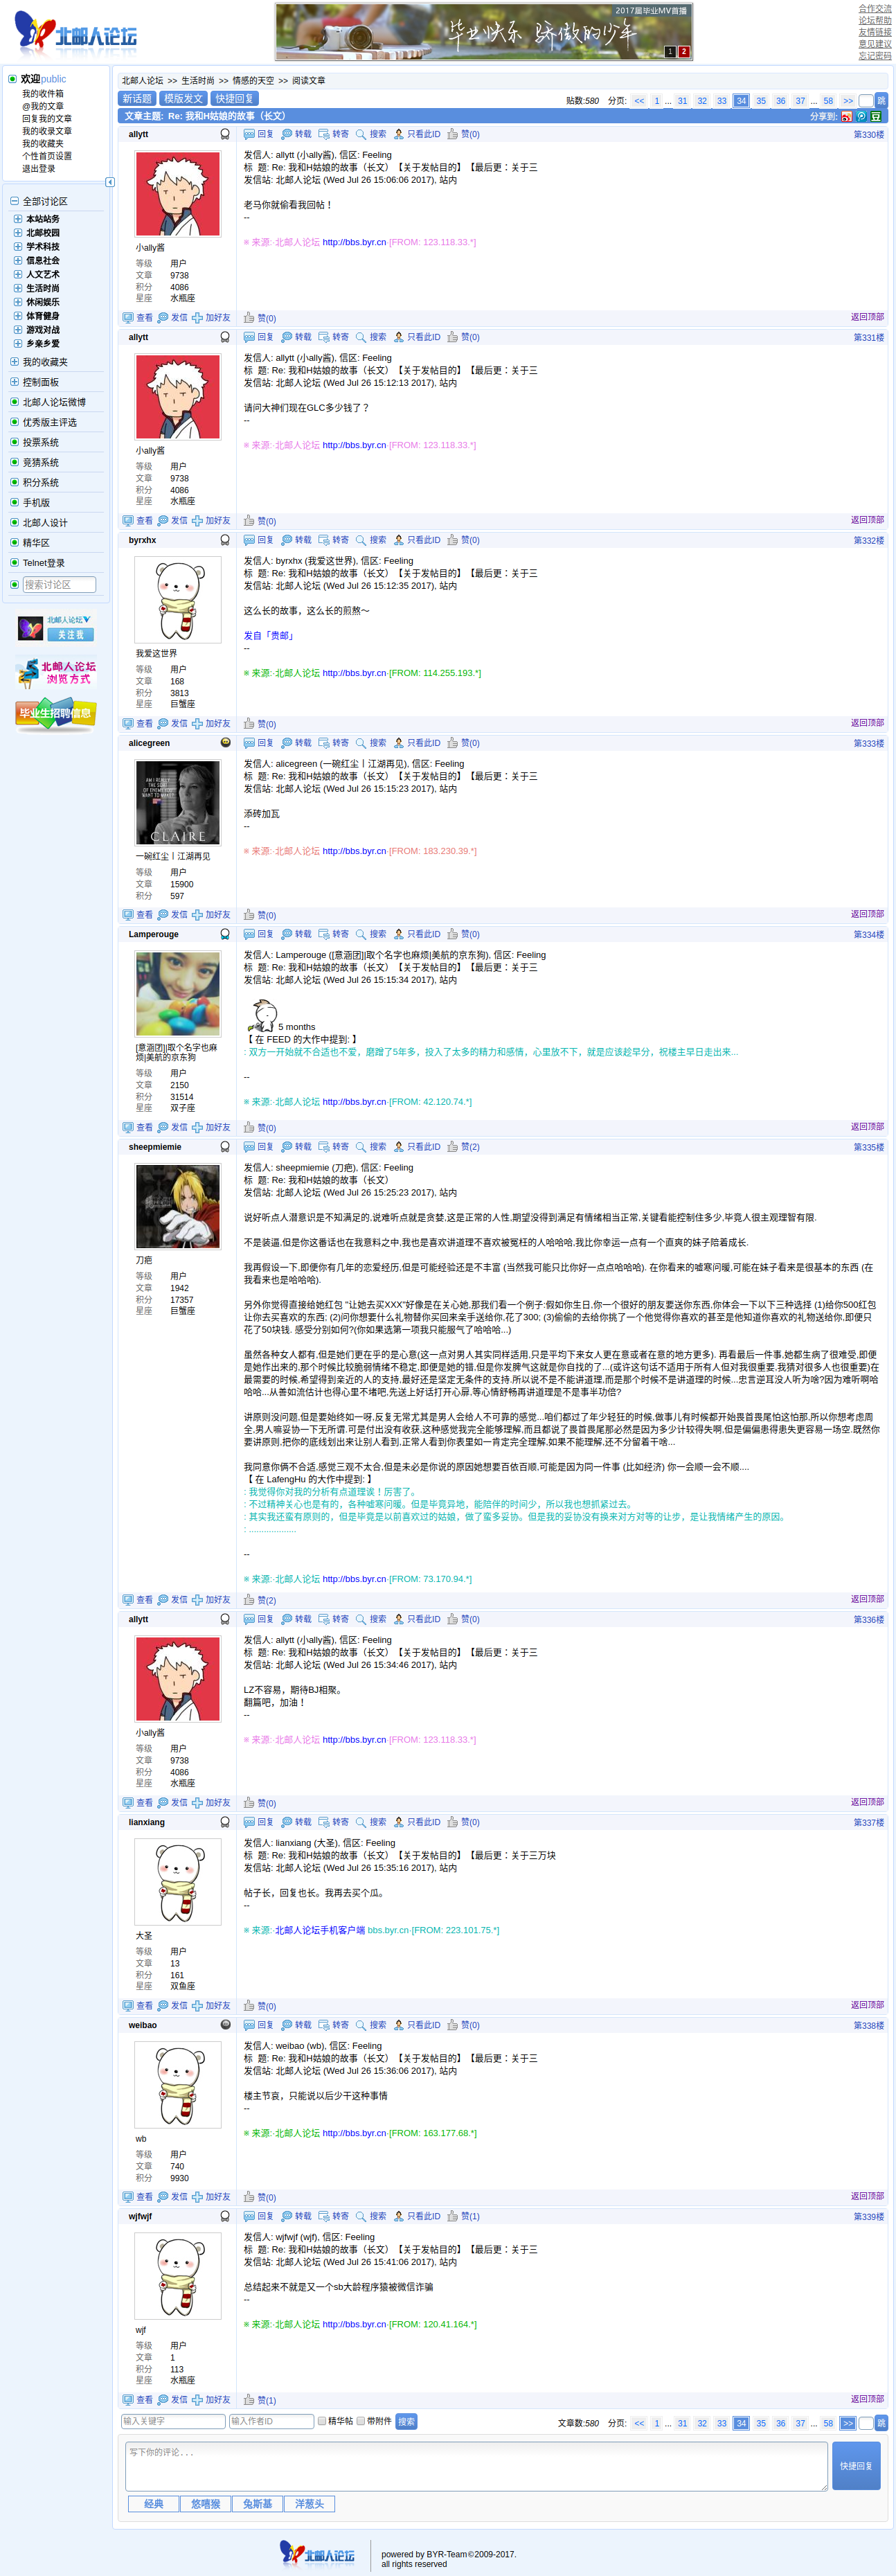 北邮人论坛
2017届毕业MV首播
毕业快乐 骄傲的少年
1 2
合作交流
论坛帮助
友情链接
意见建议
忘记密码
欢迎public
我的收件箱
@我的文章
回复我的文章
我的收录文章
我的收藏夹
个性首页设置
退出登录
全部讨论区
本站站务
北邮校园
学术科技
信息社会
人文艺术
生活时尚
休闲娱乐
体育健身
游戏对战
乡亲乡爱
我的收藏夹
控制面板
北邮人论坛微博
优秀版主评选
投票系统
竞猜系统
积分系统
手机版
北邮人设计
精华区
Telnet登录
搜索讨论区
北邮人论坛
关注我
北邮人论坛
浏览方式
毕业生招聘信息
北邮人论坛 >> 生活时尚 >> 情感的天空 >> 阅读文章
新话题 模版发文 快捷回复
贴数:580 分页: << 1 ... 31 32 33 34 35 36 37 ... 58 >> 跳
文章主题: Re: 我和H姑娘的故事（长文） 分享到:
allytt 回复 转载 转寄 搜索 只看此ID 赞(0) 第330楼
小ally酱
等级 用户
文章 9738
积分 4086
星座 水瓶座
发信人: allytt (小ally酱), 信区: Feeling
标 题: Re: 我和H姑娘的故事（长文）【关于发帖目的】【最后更：关于三
发信站: 北邮人论坛 (Wed Jul 26 15:06:06 2017), 站内
老马你就偷看我回帖！
--
※ 来源:·北邮人论坛 http://bbs.byr.cn·[FROM: 123.118.33.*]
查看 发信 加好友 赞(0) 返回顶部
allytt 回复 转载 转寄 搜索 只看此ID 赞(0) 第331楼
小ally酱
等级 用户
文章 9738
积分 4086
星座 水瓶座
发信人: allytt (小ally酱), 信区: Feeling
标 题: Re: 我和H姑娘的故事（长文）【关于发帖目的】【最后更：关于三
发信站: 北邮人论坛 (Wed Jul 26 15:12:13 2017), 站内
请问大神们现在GLC多少钱了？
--
※ 来源:·北邮人论坛 http://bbs.byr.cn·[FROM: 123.118.33.*]
查看 发信 加好友 赞(0) 返回顶部
byrxhx 回复 转载 转寄 搜索 只看此ID 赞(0) 第332楼
我爱这世界
等级 用户
文章 168
积分 3813
星座 巨蟹座
发信人: byrxhx (我爱这世界), 信区: Feeling
标 题: Re: 我和H姑娘的故事（长文）【关于发帖目的】【最后更：关于三
发信站: 北邮人论坛 (Wed Jul 26 15:12:35 2017), 站内
这么长的故事，这么长的煎熬～
发自「贵邮」
--
※ 来源:·北邮人论坛 http://bbs.byr.cn·[FROM: 114.255.193.*]
查看 发信 加好友 赞(0) 返回顶部
alicegreen 回复 转载 转寄 搜索 只看此ID 赞(0) 第333楼
CLAIRE
一碗红尘丨江湖再见
等级 用户
文章 15900
积分 597
发信人: alicegreen (一碗红尘丨江湖再见), 信区: Feeling
标 题: Re: 我和H姑娘的故事（长文）【关于发帖目的】【最后更：关于三
发信站: 北邮人论坛 (Wed Jul 26 15:15:23 2017), 站内
添砖加瓦
--
※ 来源:·北邮人论坛 http://bbs.byr.cn·[FROM: 183.230.39.*]
查看 发信 加好友 赞(0) 返回顶部
Lamperouge 回复 转载 转寄 搜索 只看此ID 赞(0) 第334楼
[意涵团]|取个名字也麻烦|美航的京东狗
等级 用户
文章 2150
积分 31514
星座 双子座
发信人: Lamperouge ([意涵团]|取个名字也麻烦|美航的京东狗), 信区: Feeling
标 题: Re: 我和H姑娘的故事（长文）【关于发帖目的】【最后更：关于三
发信站: 北邮人论坛 (Wed Jul 26 15:15:34 2017), 站内
5 months
【 在 FEED 的大作中提到: 】
: 双方一开始就不合适也不爱，磨蹭了5年多，投入了太多的精力和感情，心里放不下，就是应该趁早分，祝楼主早日走出来...
--
※ 来源:·北邮人论坛 http://bbs.byr.cn·[FROM: 42.120.74.*]
查看 发信 加好友 赞(0) 返回顶部
sheepmiemie 回复 转载 转寄 搜索 只看此ID 赞(2) 第335楼
刀疤
等级 用户
文章 1942
积分 17357
星座 巨蟹座
发信人: sheepmiemie (刀疤), 信区: Feeling
标 题: Re: 我和H姑娘的故事（长文）
发信站: 北邮人论坛 (Wed Jul 26 15:25:23 2017), 站内
说好听点人潜意识是不知满足的,说难听点就是贪婪,这是正常的人性,期望没得到满足有情绪相当正常,关键看能控制住多少,毕竟人很主观理暂有限.
不是装逼,但是你这番话也在我意料之中,我也是喜欢讲道理不喜欢被冤枉的人哈哈哈,我比你幸运一点有一个直爽的妹子陪着成长.
我再假设一下,即便你有几年的恋爱经历,但是可能经验还是不丰富 (当然我可能只比你好一点点哈哈哈). 在你看来的嘘寒问暖,可能在妹子看来是很基本的东西 (在我看来也是哈哈哈).
另外你觉得直接给她红包 "让她去买XXX"好像是在关心她,那我们看一个例子:假如你生日,你一个很好的朋友要送你东西,你体会一下以下三种选择 (1)给你500红包让你去买喜欢的东西; (2)问你想要什么礼物替你买回来亲手送给你,花了300; (3)偷偷的去给你挑了一个他觉得你喜欢的甚至是他知道你喜欢的礼物送给你,即便只花了50块钱. 感受分别如何?(你如果选第一项我只能服气了哈哈哈...)
虽然各种女人都有,但是她们更在乎的是心意(这一点对男人其实同样适用,只是平均下来女人更在意或者在意的地方更多). 再看最后一件事,她都生病了很难受,即便是她作出来的,那个时候比较脆弱情绪不稳定,即便是她的错,但是你发脾气这就是你自找的了...(或许这句话不适用于所有人但对我很重要,我猜对很多人也很重要)在最需要的时候,希望得到亲近的人的支持,最好还是坚定无条件的支持,所以说不是不能讲道理,而是那个时候不是讲道理的时候...忠言逆耳没人听为啥?因为难听啊哈哈哈...从善如流估计也得心里不堵吧,先送上好话打开心扉,等心情舒畅再讲道理是不是事半功倍?
讲原则没问题,但是要始终如一呀,反复无常尤其是男人会给人不可靠的感觉...咱们都过了年少轻狂的时候,做事儿有时候都开始畏首畏尾怕这怕那,所以你想考虑周全,男人嘛妥协一下无所谓.可是付出没有收获,这种感觉我完全能够理解,而且都说了畏首畏尾那必然是因为多少计较得失啊,但是偏偏患得患失更容易一场空.既然你要讲原则,把你的底线划出来让别人看到,正常人看到你表里如一肯定完全理解,如果不能理解,还不分留着干啥...
我同意你俩不合适,感觉三观不太合,但是未必是你说的原因她想要百依百顺,可能是因为同一件事 (比如经济) 你一会顺一会不顺....
【 在 LafengHu 的大作中提到: 】
: 我觉得你对我的分析有点道理诶！厉害了。
: 不过精神关心也是有的，各种嘘寒问暖。但是毕竟异地，能陪伴的时间少，所以我也想抓紧过去。
: 其实我还蛮有原则的，但是毕竟是以前喜欢过的姑娘，做了蛮多妥协。但是我的妥协没有换来对方对等的让步，是让我情绪产生的原因。
: ...................
--
※ 来源:·北邮人论坛 http://bbs.byr.cn·[FROM: 73.170.94.*]
查看 发信 加好友 赞(2) 返回顶部
allytt 回复 转载 转寄 搜索 只看此ID 赞(0) 第336楼
小ally酱
等级 用户
文章 9738
积分 4086
星座 水瓶座
发信人: allytt (小ally酱), 信区: Feeling
标 题: Re: 我和H姑娘的故事（长文）【关于发帖目的】【最后更：关于三
发信站: 北邮人论坛 (Wed Jul 26 15:34:46 2017), 站内
LZ不容易，期待BJ相聚。
翻篇吧，加油！
--
※ 来源:·北邮人论坛 http://bbs.byr.cn·[FROM: 123.118.33.*]
查看 发信 加好友 赞(0) 返回顶部
lianxiang 回复 转载 转寄 搜索 只看此ID 赞(0) 第337楼
大圣
等级 用户
文章 13
积分 161
星座 双鱼座
发信人: lianxiang (大圣), 信区: Feeling
标 题: Re: 我和H姑娘的故事（长文）【关于发帖目的】【最后更：关于三万块
发信站: 北邮人论坛 (Wed Jul 26 15:35:16 2017), 站内
帖子长，回复也长。我再去买个瓜。
--
※ 来源:·北邮人论坛手机客户端 bbs.byr.cn·[FROM: 223.101.75.*]
查看 发信 加好友 赞(0) 返回顶部
weibao 回复 转载 转寄 搜索 只看此ID 赞(0) 第338楼
wb
等级 用户
文章 740
积分 9930
发信人: weibao (wb), 信区: Feeling
标 题: Re: 我和H姑娘的故事（长文）【关于发帖目的】【最后更：关于三
发信站: 北邮人论坛 (Wed Jul 26 15:36:06 2017), 站内
楼主节哀，只能说以后少干这种事情
--
※ 来源:·北邮人论坛 http://bbs.byr.cn·[FROM: 163.177.68.*]
查看 发信 加好友 赞(0) 返回顶部
wjfwjf 回复 转载 转寄 搜索 只看此ID 赞(1) 第339楼
wjf
等级 用户
文章 1
积分 113
星座 水瓶座
发信人: wjfwjf (wjf), 信区: Feeling
标 题: Re: 我和H姑娘的故事（长文）【关于发帖目的】【最后更：关于三
发信站: 北邮人论坛 (Wed Jul 26 15:41:06 2017), 站内
总结起来不就是又一个sb大龄程序猿被微信诈骗
--
※ 来源:·北邮人论坛 http://bbs.byr.cn·[FROM: 120.41.164.*]
查看 发信 加好友 赞(1) 返回顶部
输入关键字 输入作者ID 精华帖 带附件 搜索
文章数:580 分页: << 1 ... 31 32 33 34 35 36 37 ... 58 >> 跳
写下你的评论...
快捷回复
经典 悠嘻猴 兔斯基 洋葱头
北邮人论坛
powered by BYR-Team©2009-2017.
all rights reserved